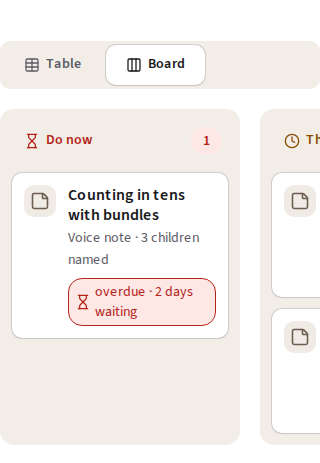 Table
Board
Do now
1
Counting in tens
with bundles
Voice note · 3 children
named
overdue · 2 days
waiting